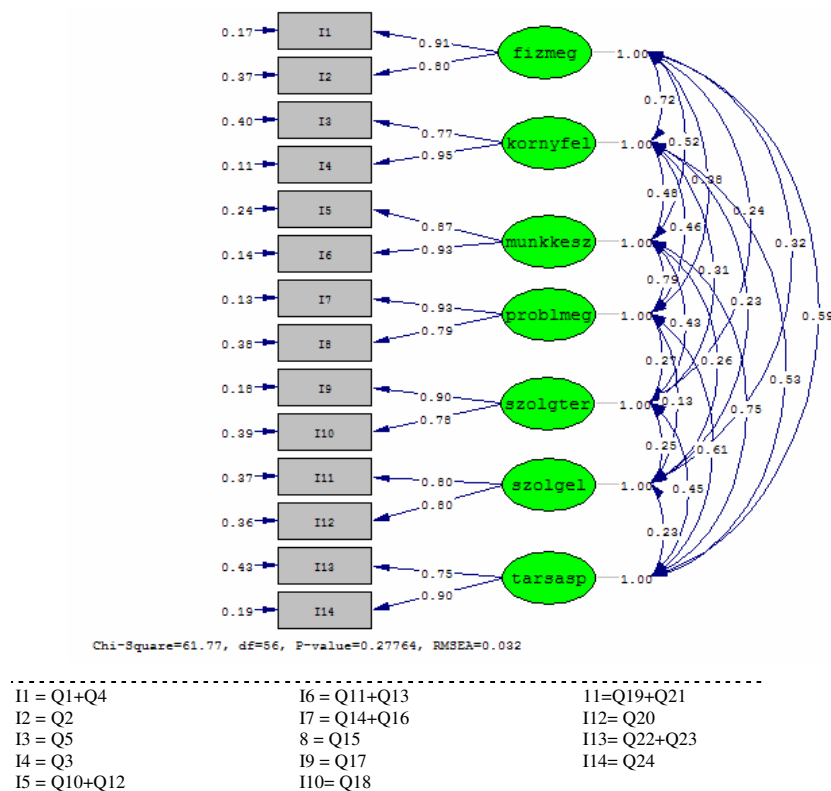 0.17 I1 0.91 fizmeg 1.00
0.37 I2 0.80
0.72
0.40 I3 0.77 kornyfel 1.00
0.52
0.11 I4 0.95
0.38
0.48
0.24 I5 0.87 munkkesz 1.00
0.46 0.24
0.14 I6 0.93
0.32
0.31
0.79
0.13 I7 0.93 problmeg 1.00
0.23
0.43
0.59
0.38 I8 0.79
0.27 0.26
0.18 I9 0.90 szolgter 1.00
0.53
0.13
0.75
0.39 I10 0.78
0.25 0.61
0.37 I11 0.80 szolgel 1.00
0.45
0.36 I12 0.80
0.23
0.43 I13 0.75 tarsasp 1.00
0.19 I14 0.90
Chi-Square=61.77, df=56, P-value=0.27764, RMSEA=0.032
I1 = Q1+Q4 I6 = Q11+Q13 11=Q19+Q21
I2 = Q2 I7 = Q14+Q16 I12= Q20
I3 = Q5 8 = Q15 I13= Q22+Q23
I4 = Q3 I9 = Q17 I14= Q24
I5 = Q10+Q12 I10= Q18